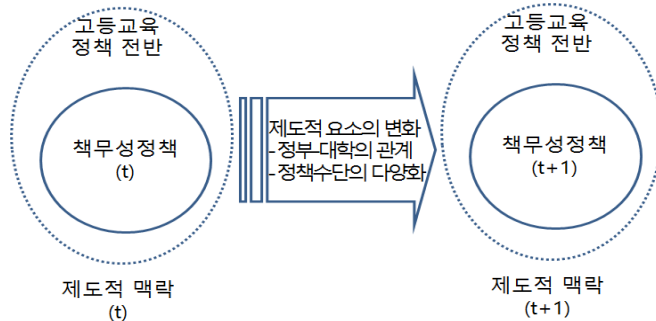 고등교육
정책 전반
책무성정책
(t)
제도적 맥락
(t)
제도적 요소의 변화
- 정부-대학의 관계
- 정책수단의 다양화
고등교육
정책 전반
책무성정책
(t+1)
제도적 맥락
(t+1)